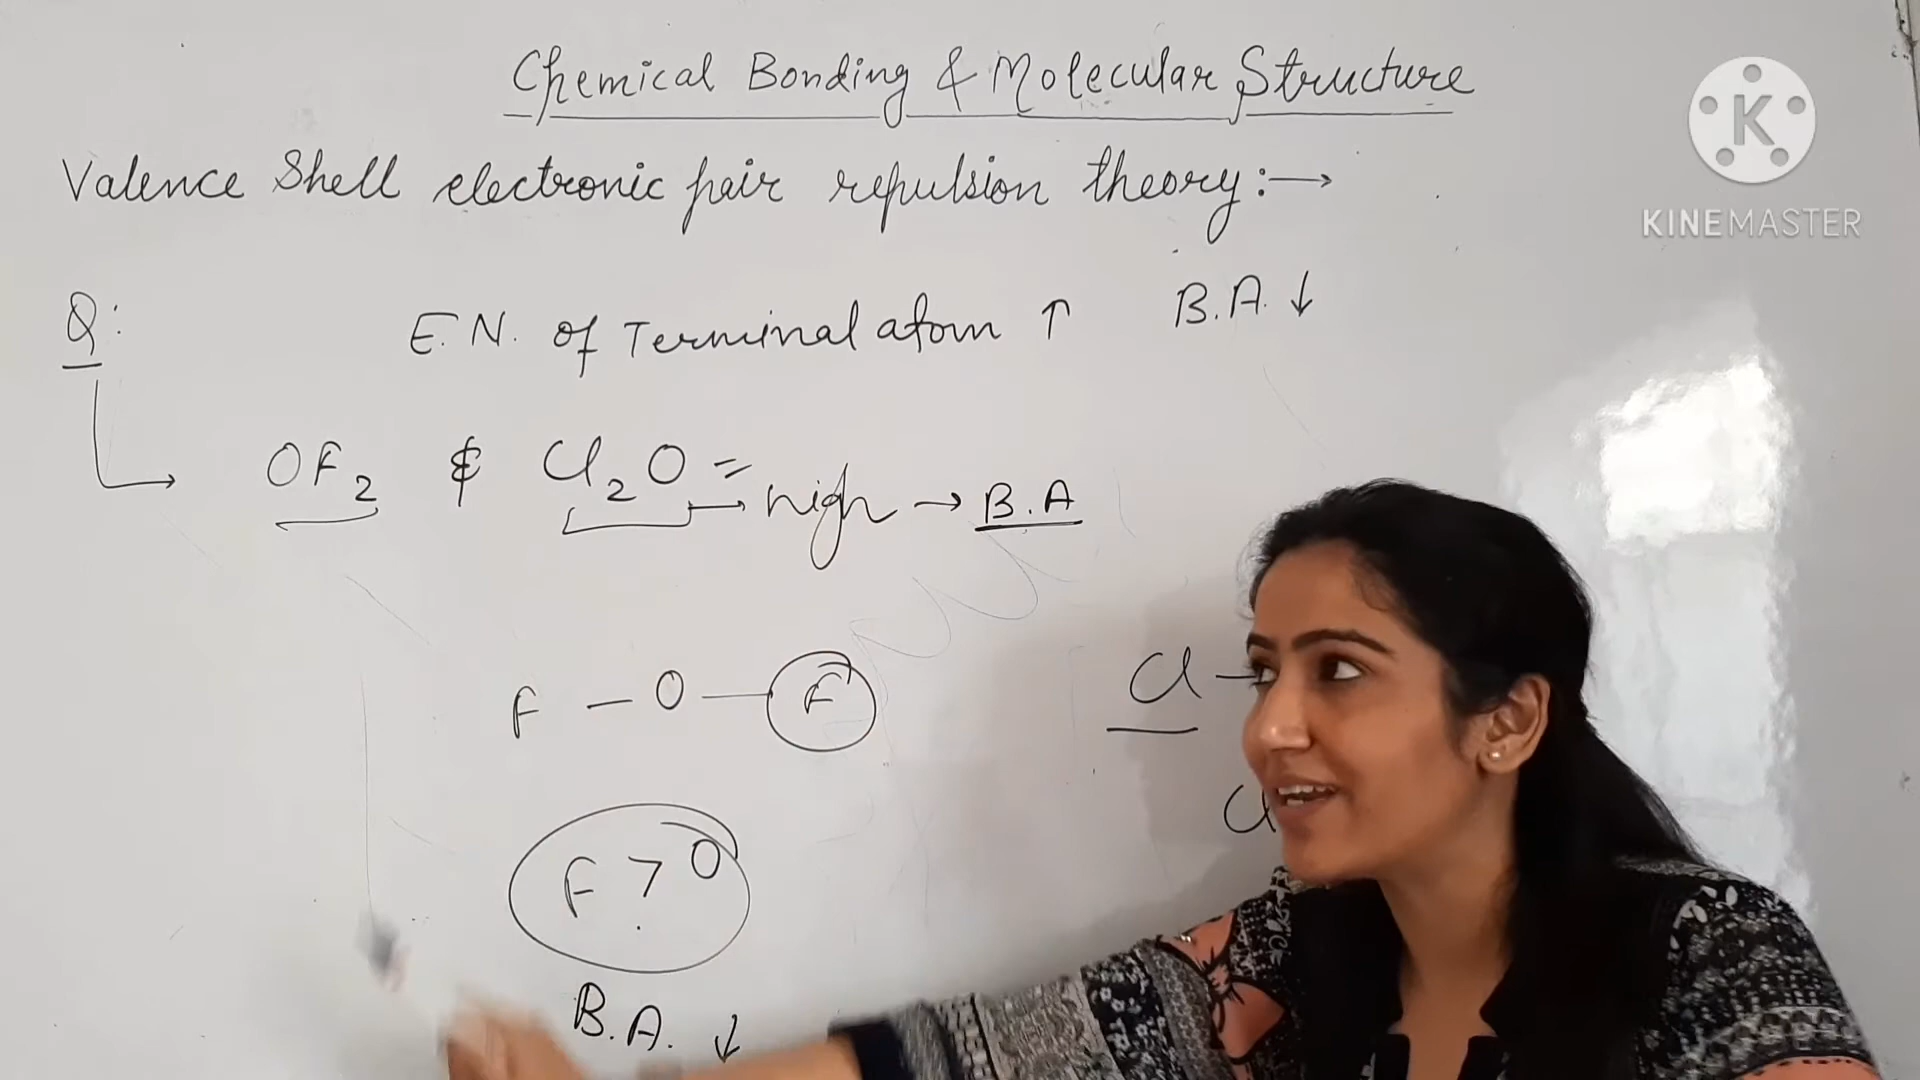 Chemical Bonding & Molecular Structure
K
KINEMASTER
Valence Shell electronic pair repulsion theory:→
Q:
E.N. of Terminal atom ↑ B.A. ↓
→ OF2 & Cl2O = → high → B.A
F — O — F
Cl —
F > O
Cl
B.A. ↓